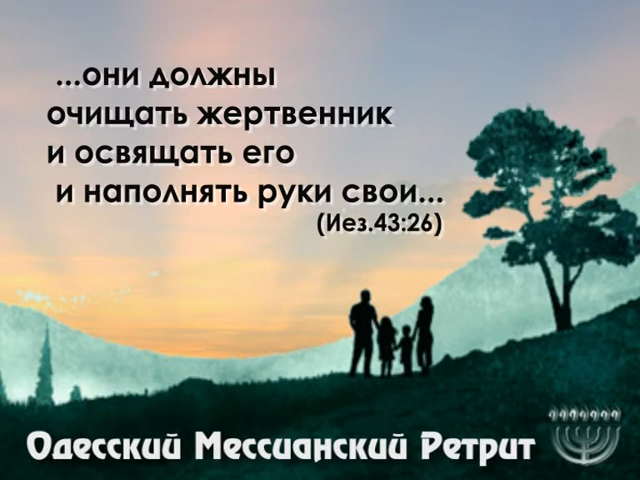 ...они должны
очищать жертвенник
и освящать его
и наполнять руки свои...
(Иез.43:26)
Одесский Мессианский Ретрит